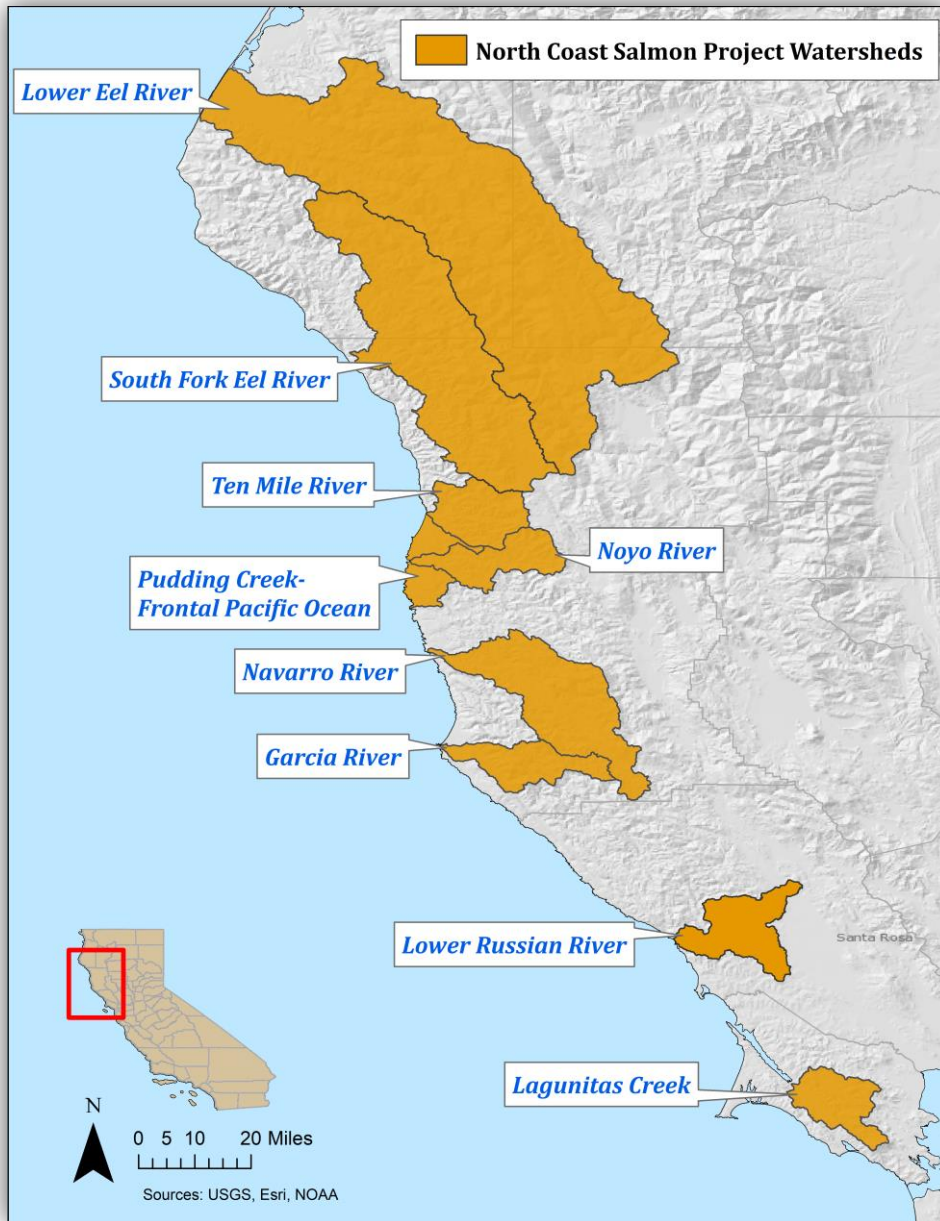 North Coast Salmon Project Watersheds
Lower Eel River
South Fork Eel River
Ten Mile River
Noyo River
Pudding Creek-
Frontal Pacific Ocean
Navarro River
Garcia River
Lower Russian River
Santa Rosa
Lagunitas Creek
N
0 5 10 20 Miles
Sources: USGS, Esri, NOAA